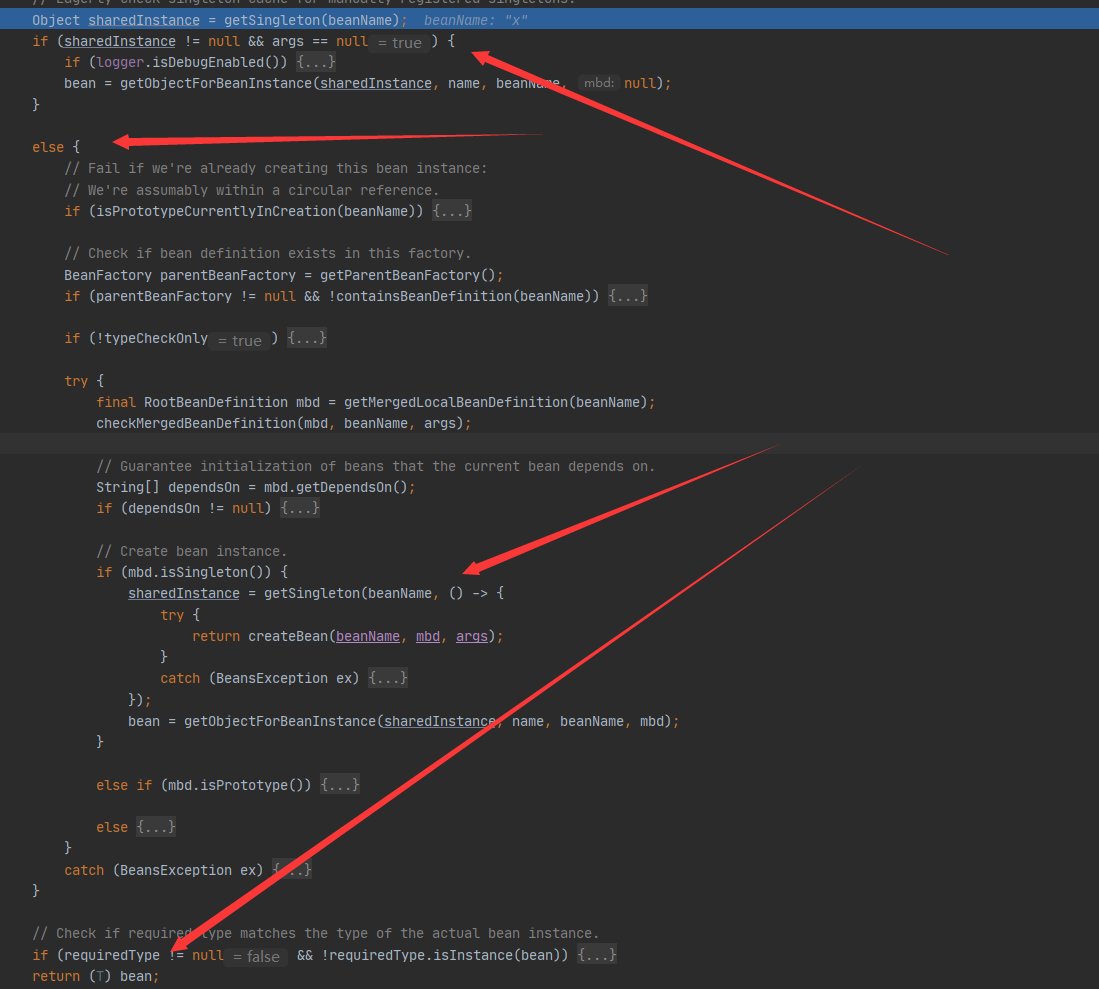 // Eagerly check singleton cache for manually registered singletons.
Object sharedInstance = getSingleton(beanName); beanName: "x"
if (sharedInstance != null && args == null = true ) {
if (logger.isDebugEnabled()) {...}
bean = getObjectForBeanInstance(sharedInstance, name, beanName, mbd: null);
}
else {
// Fail if we're already creating this bean instance:
// We're assumably within a circular reference.
if (isPrototypeCurrentlyInCreation(beanName)) {...}
// Check if bean definition exists in this factory.
BeanFactory parentBeanFactory = getParentBeanFactory();
if (parentBeanFactory != null && !containsBeanDefinition(beanName)) {...}
if (!typeCheckOnly = true ) {...}
try {
final RootBeanDefinition mbd = getMergedLocalBeanDefinition(beanName);
checkMergedBeanDefinition(mbd, beanName, args);
// Guarantee initialization of beans that the current bean depends on.
String[] dependsOn = mbd.getDependsOn();
if (dependsOn != null) {...}
// Create bean instance.
if (mbd.isSingleton()) {
sharedInstance = getSingleton(beanName, () -> {
try {
return createBean(beanName, mbd, args);
}
catch (BeansException ex) {...}
});
bean = getObjectForBeanInstance(sharedInstance, name, beanName, mbd);
}
else if (mbd.isPrototype()) {...}
else {...}
}
catch (BeansException ex) {...}
}
// Check if required type matches the type of the actual bean instance.
if (requiredType != null = false && !requiredType.isInstance(bean)) {...}
return (T) bean;